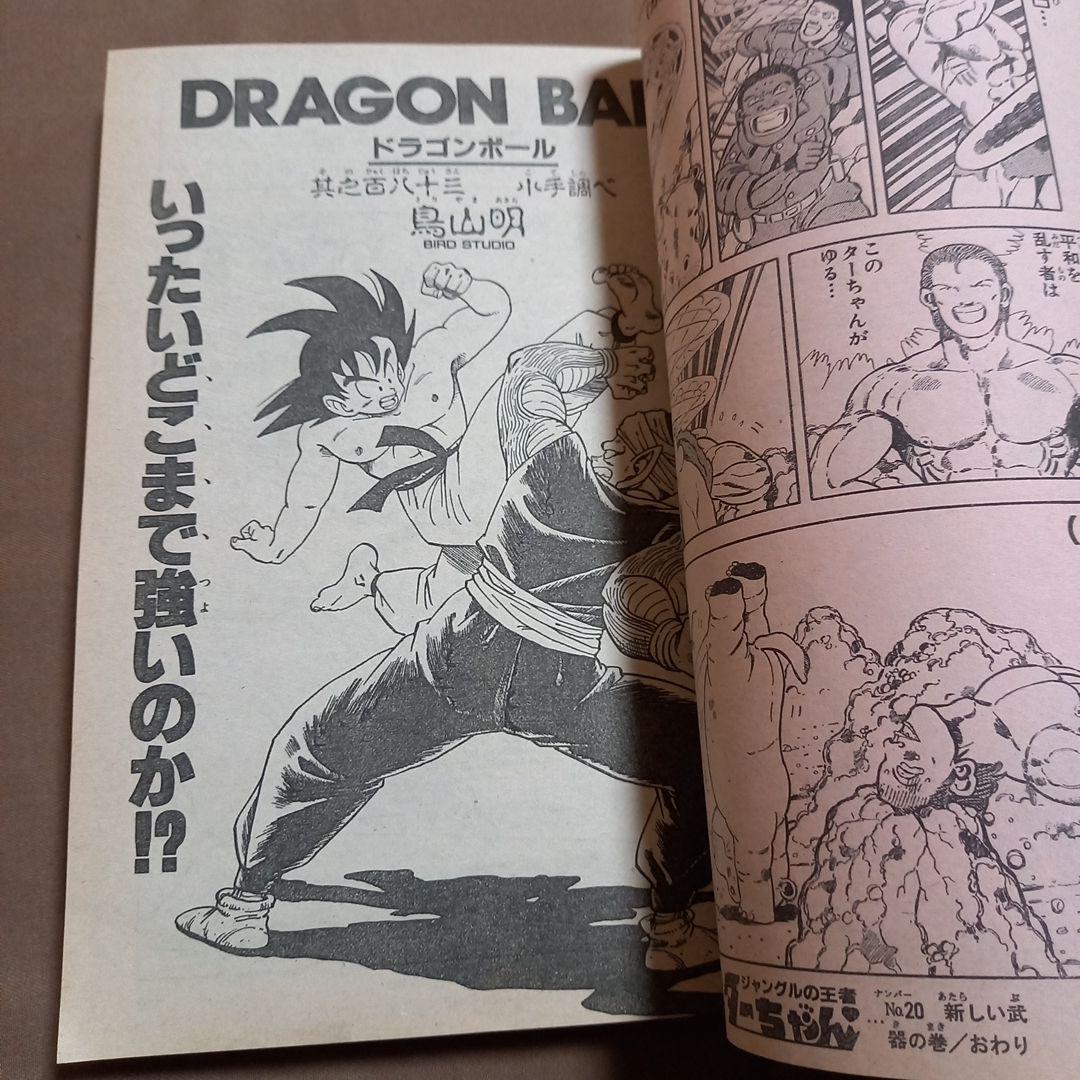 DRAGON BAL
ドラゴンボール
其之百八十三 小手調べ
鳥山明
BIRD STUDIO
いったいどこまで強いのか!?
平和を
乱す者は
この
ターちゃんが
ゆる…
ジャングルの王者
ターちゃん♥
No.20 新しい武
器の巻/おわり